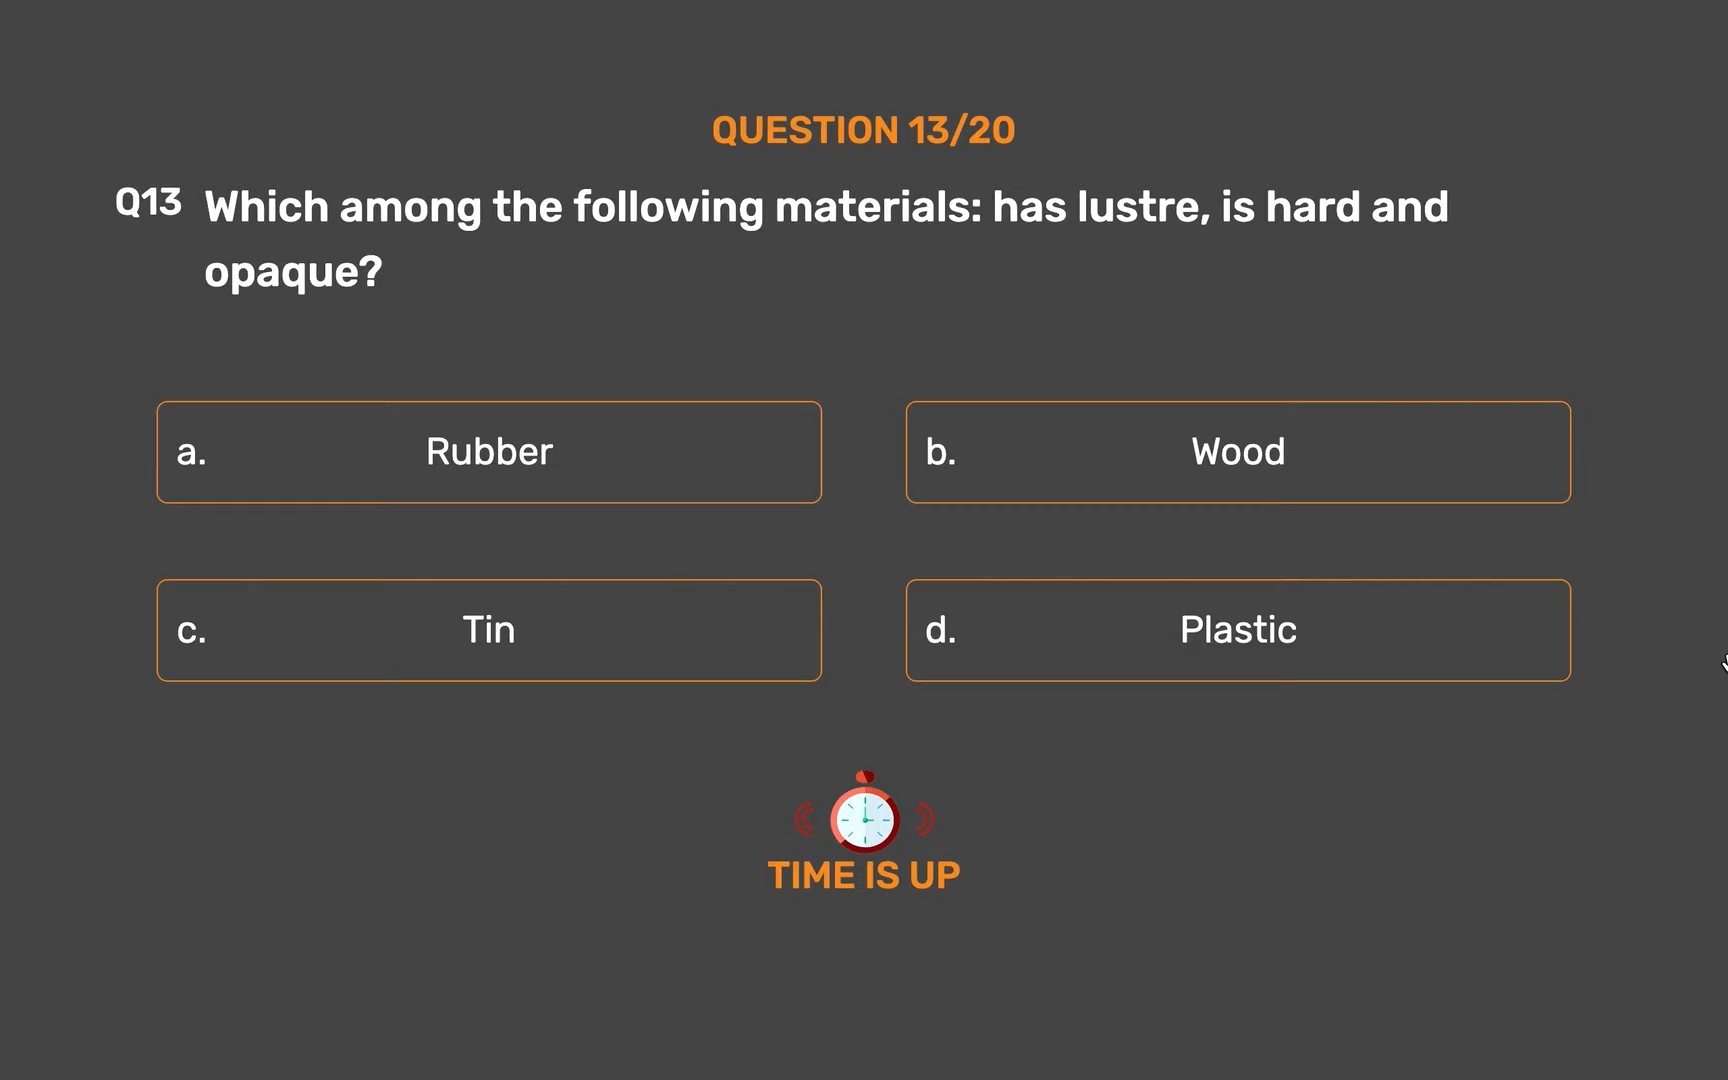 QUESTION 13/20
Q13 Which among the following materials: has lustre, is hard and
opaque?
a. Rubber
b. Wood
c. Tin
d. Plastic
TIME IS UP